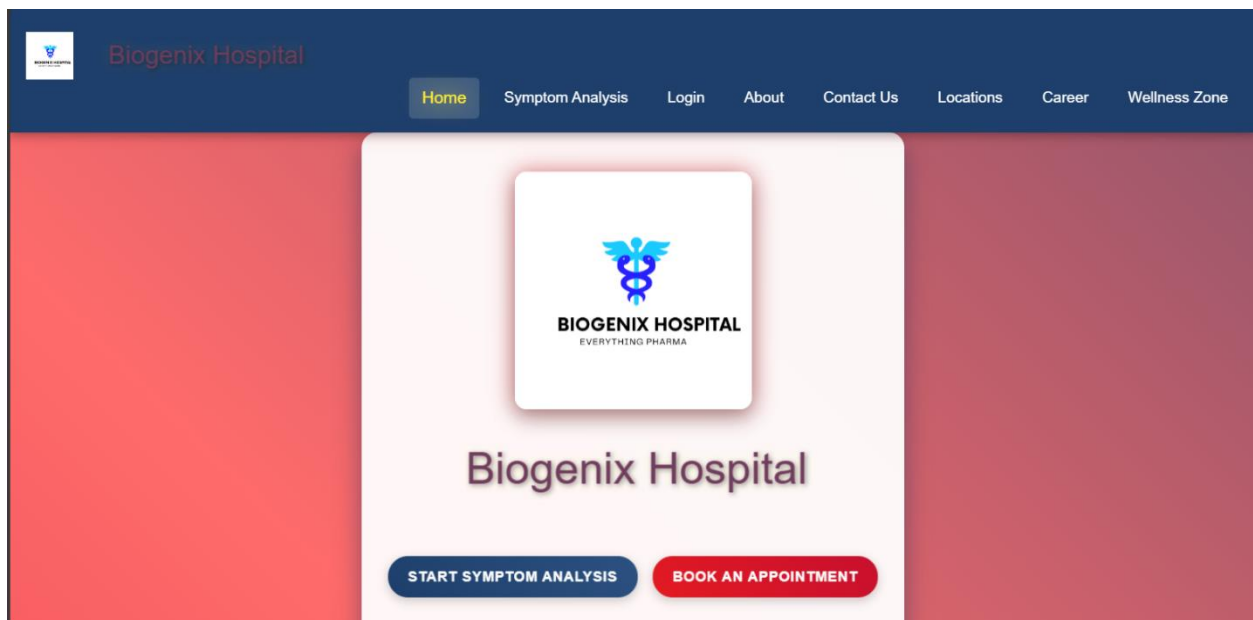 Biogenix Hospital
Home Symptom Analysis Login About Contact Us Locations Career Wellness Zone
BIOGENIX HOSPITAL
EVERYTHING PHARMA
Biogenix Hospital
START SYMPTOM ANALYSIS BOOK AN APPOINTMENT